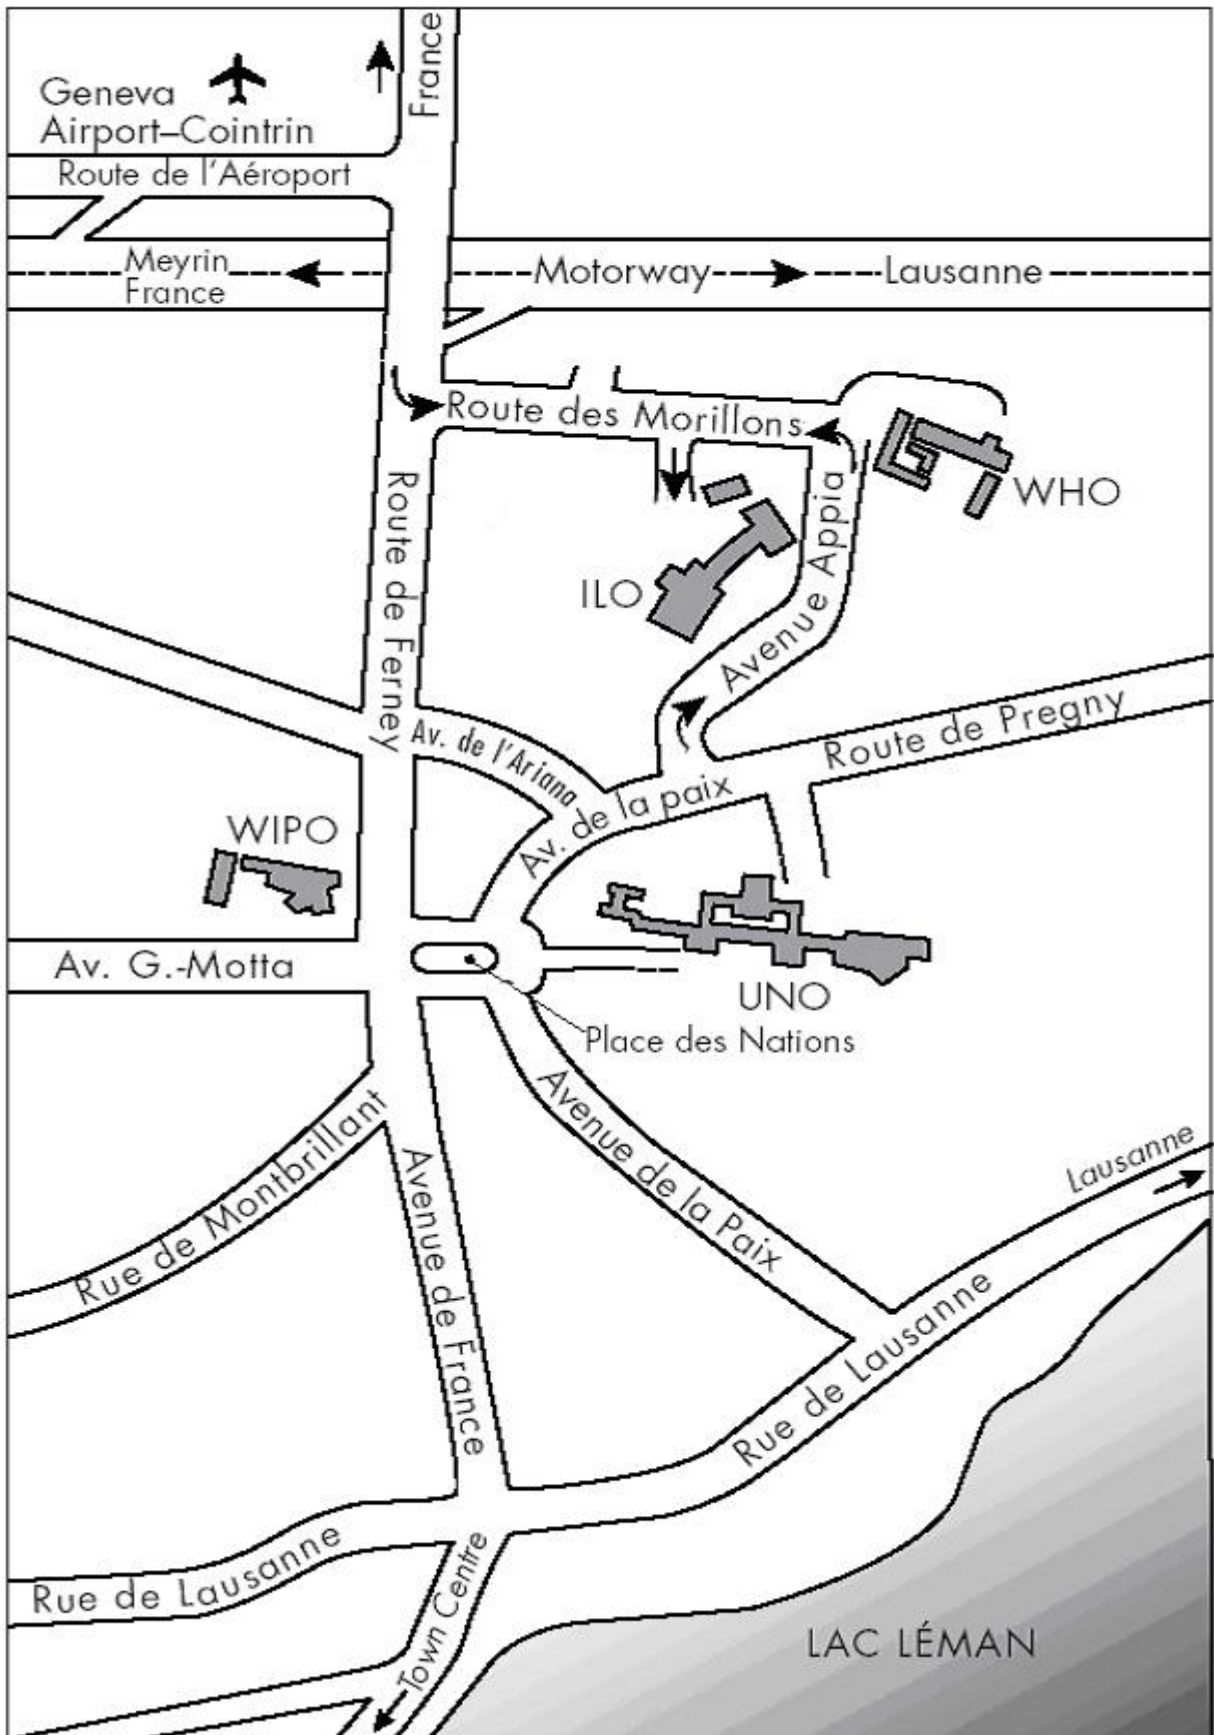 France
Geneva
Airport–Cointrin
Route de l'Aéroport
Meyrin
France
Motorway
Lausanne
Route des Morillons
WHO
Route de Ferney
ILO
Avenue Appia
Route de Pregny
Av. de l'Ariana
Av. de la paix
WIPO
Av. G.-Motta
UNO
Place des Nations
Avenue de la Paix
Rue de Montbrillant
Avenue de France
Lausanne
Rue de Lausanne
Rue de Lausanne
Town Centre
LAC LÉMAN